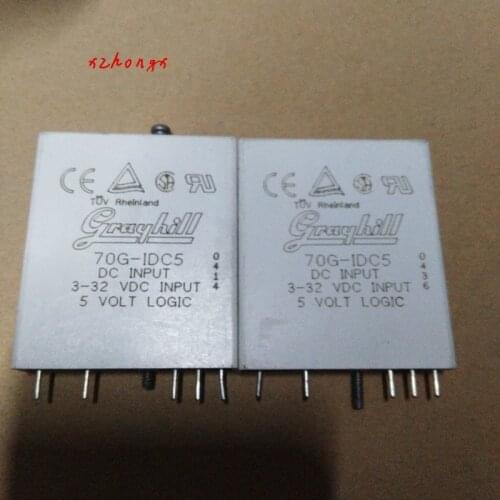 xzhongx
CE
TÜV Rheinland
Grayhill
70G-IDC5
DC INPUT
3-32 VDC INPUT
5 VOLT LOGIC
0414
CE
TÜV Rheinland
Grayhill
70G-IDC5
DC INPUT
3-32 VDC INPUT
5 VOLT LOGIC
0436